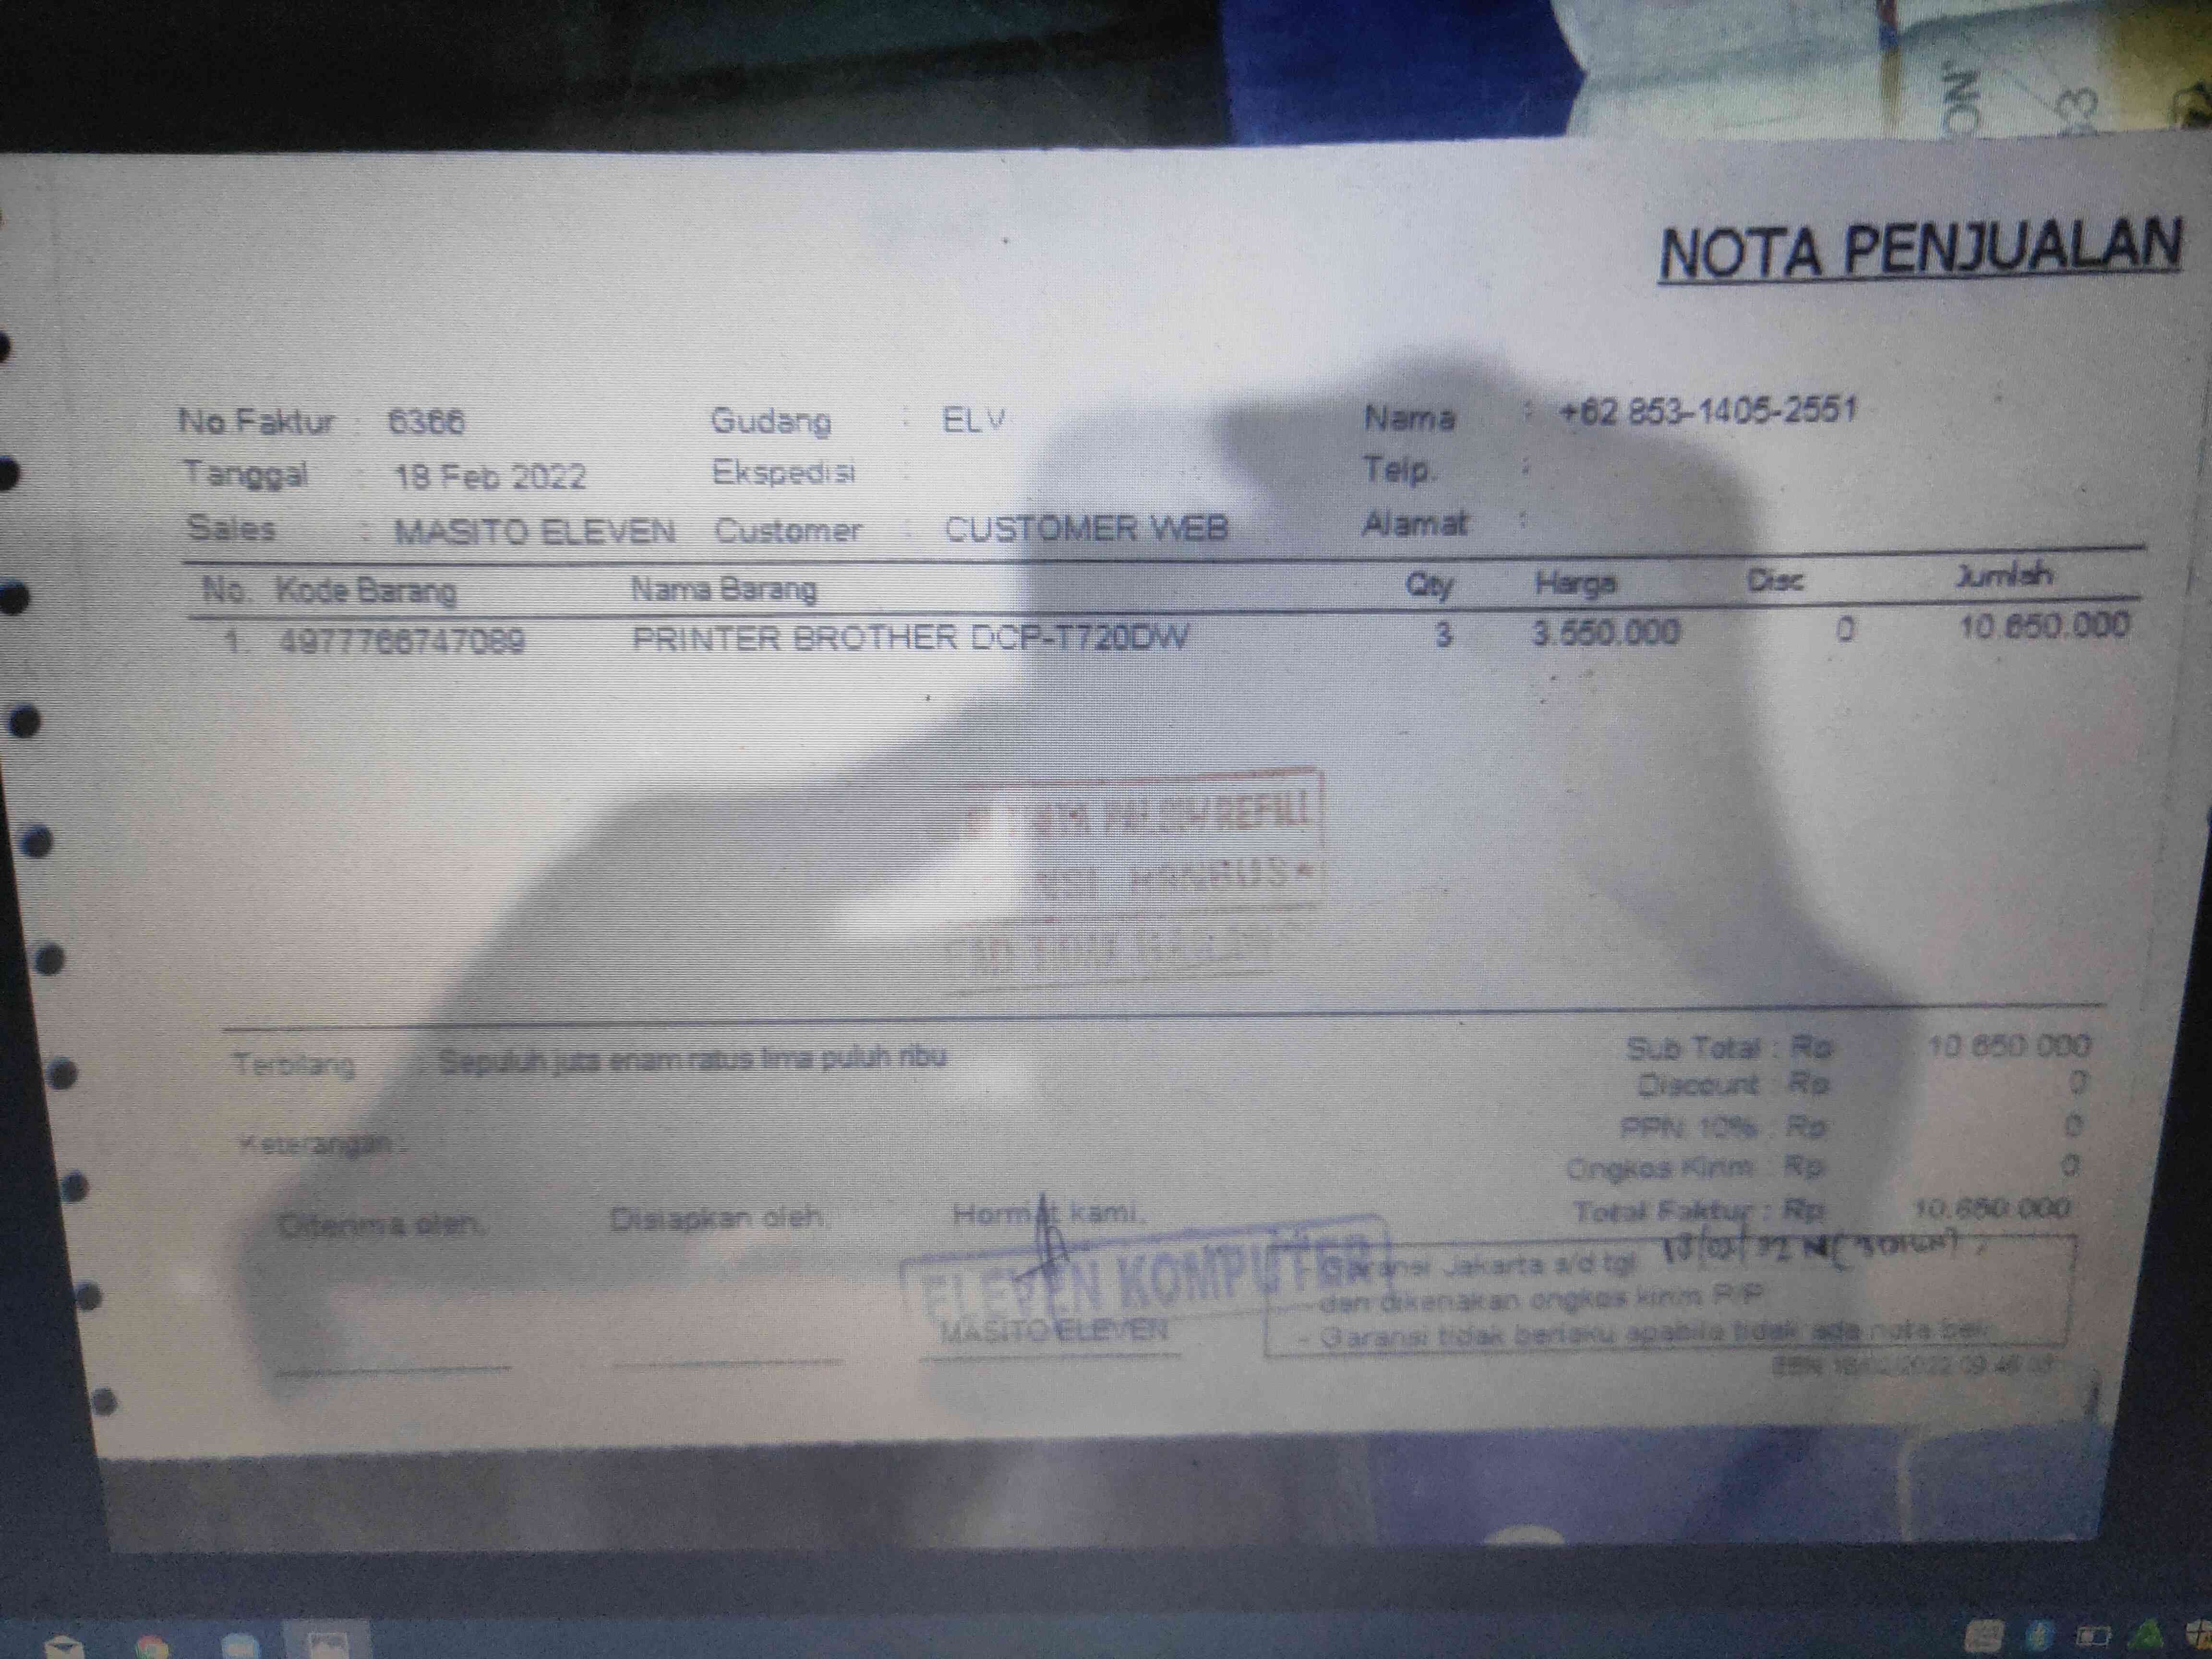 NOTA PENJUALAN
No Faktur : 6366 Gudang : ELV Nama : +62 853-1405-2551
Tanggal : 18 Feb 2022 Ekspedisi : Telp. :
Sales : MASITO ELEVEN Customer : CUSTOMER WEB Alamat :
No. Kode Barang Nama Barang Qty Harga Disc Jumlah
1. 4977766747089 PRINTER BROTHER DCP-T720DW 3 3.550.000 0 10.650.000
REFILL
HANGUS
Terbilang : Sepuluh juta enam ratus lima puluh ribu
Sub Total : Rp 10.650.000
Discount : Rp 0
PPN 10% : Rp 0
Keterangan :
Ongkos Kirim : Rp 0
Total Faktur : Rp 10.650.000
Diterima oleh, Disiapkan oleh, Hormat kami,
ELEVEN KOMPUTER
MASITO ELEVEN
- Garansi Jakarta s/d tgl
dan dikenakan ongkos kirim P/P
- Garansi tidak berlaku apabila tidak ada nota beli